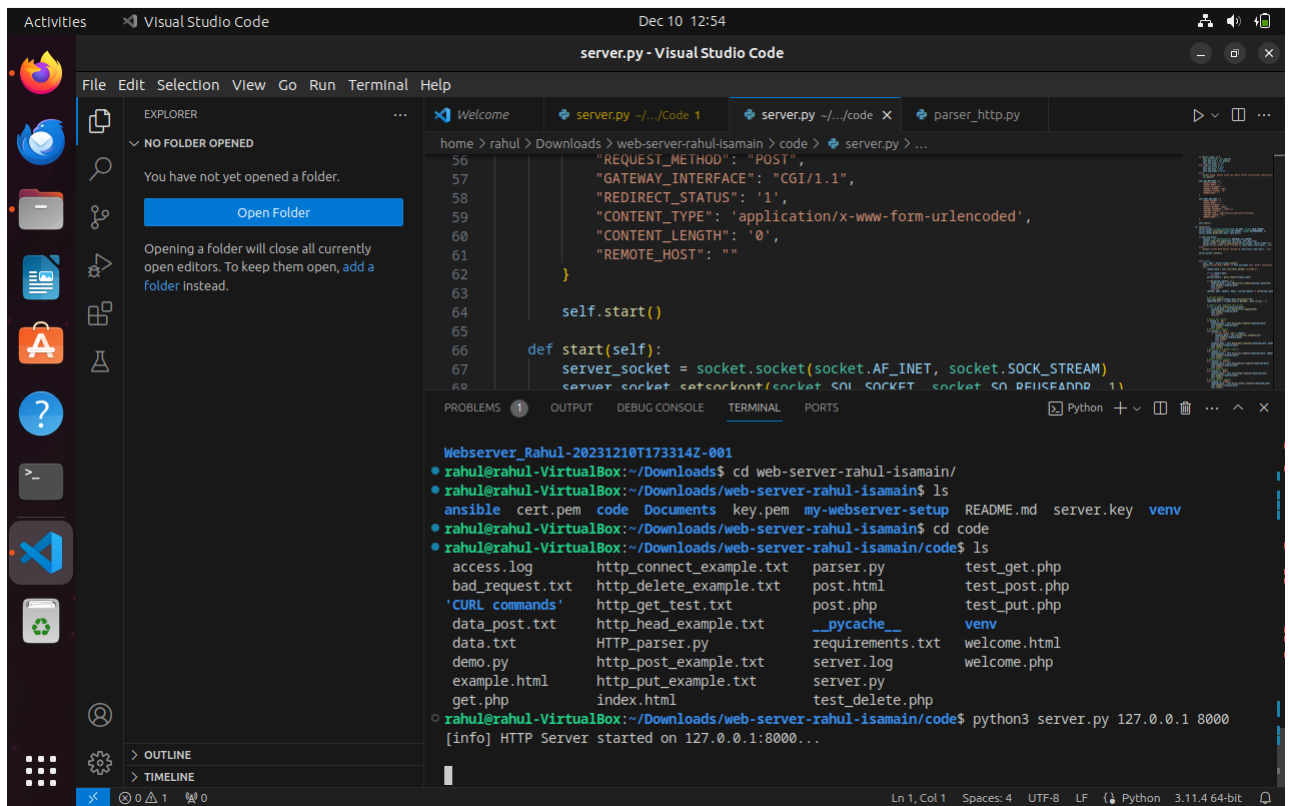 Activities Visual Studio Code Dec 10 12:54
server.py - Visual Studio Code
File Edit Selection View Go Run Terminal Help
EXPLORER ...
NO FOLDER OPENED
You have not yet opened a folder.
Open Folder
Opening a folder will close all currently
open editors. To keep them open, add a
folder instead.
OUTLINE
TIMELINE
Welcome server.py ~/.../Code 1 server.py ~/.../code parser_http.py
home > rahul > Downloads > web-server-rahul-isamain > code > server.py > ...
56 "REQUEST_METHOD": "POST",
57 "GATEWAY_INTERFACE": "CGI/1.1",
58 "REDIRECT_STATUS": '1',
59 "CONTENT_TYPE": 'application/x-www-form-urlencoded',
60 "CONTENT_LENGTH": '0',
61 "REMOTE_HOST": ""
62 }
63
64 self.start()
65
66 def start(self):
67 server_socket = socket.socket(socket.AF_INET, socket.SOCK_STREAM)
68 server_socket.setsockopt(socket.SOL_SOCKET, socket.SO_REUSEADDR, 1)
PROBLEMS 1 OUTPUT DEBUG CONSOLE TERMINAL PORTS Python
Webserver_Rahul-20231210T173314Z-001
rahul@rahul-VirtualBox:~/Downloads$ cd web-server-rahul-isamain/
rahul@rahul-VirtualBox:~/Downloads/web-server-rahul-isamain$ ls
ansible cert.pem code Documents key.pem my-webserver-setup README.md server.key venv
rahul@rahul-VirtualBox:~/Downloads/web-server-rahul-isamain$ cd code
rahul@rahul-VirtualBox:~/Downloads/web-server-rahul-isamain/code$ ls
access.log http_connect_example.txt parser.py test_get.php
bad_request.txt http_delete_example.txt post.html test_post.php
'CURL commands' http_get_test.txt post.php test_put.php
data_post.txt http_head_example.txt __pycache__ venv
data.txt HTTP_parser.py requirements.txt welcome.html
demo.py http_post_example.txt server.log welcome.php
example.html http_put_example.txt server.py
get.php index.html test_delete.php
rahul@rahul-VirtualBox:~/Downloads/web-server-rahul-isamain/code$ python3 server.py 127.0.0.1 8000
[info] HTTP Server started on 127.0.0.1:8000...
0 1 0 Ln 1, Col 1 Spaces: 4 UTF-8 LF Python 3.11.4 64-bit